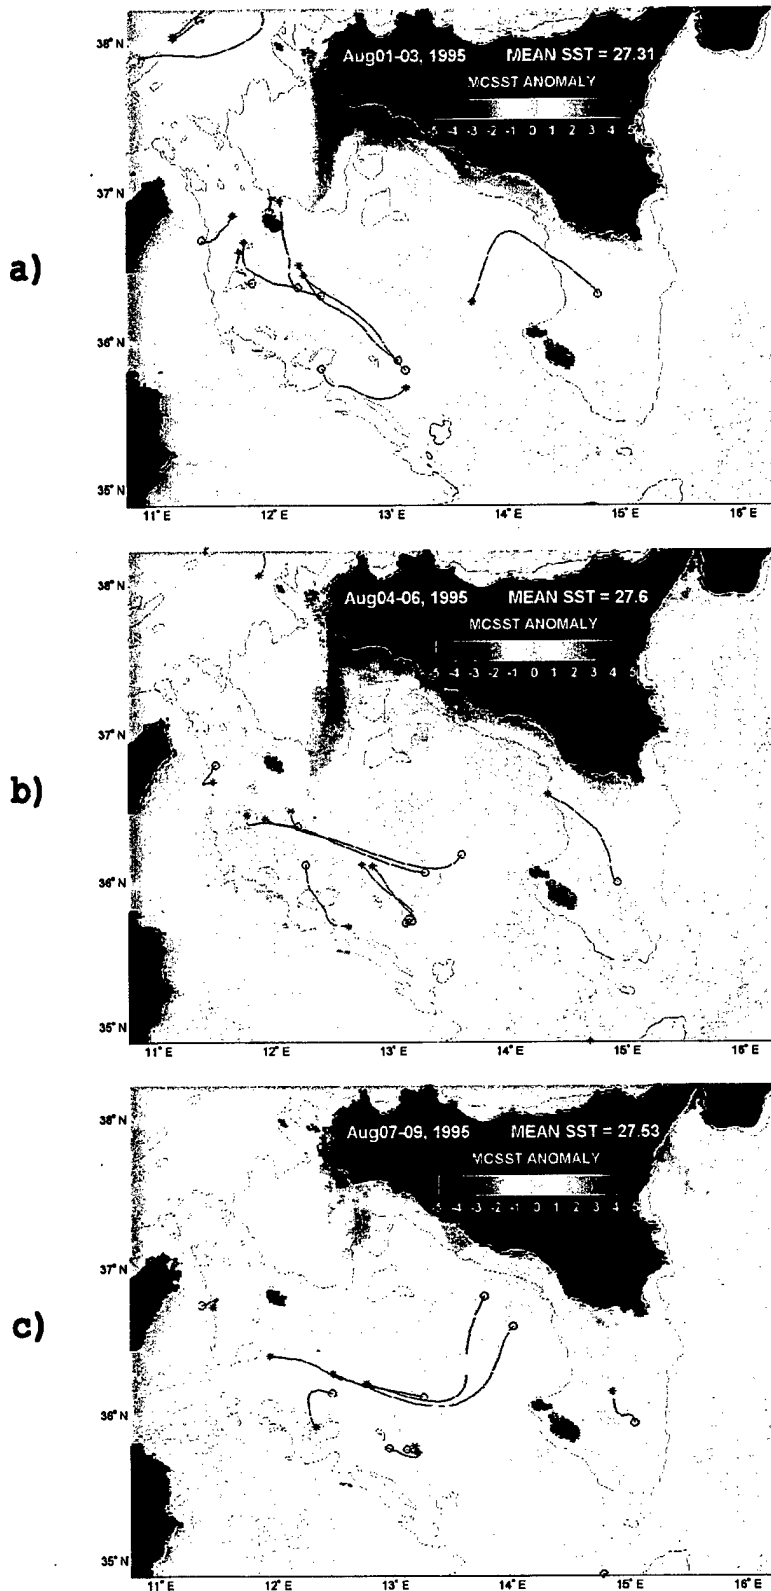 a)
38° N
37° N
36° N
35° N
Aug01-03, 1995 MEAN SST = 27.31
MCSST ANOMALY
-5 -4 -3 -2 -1 0 1 2 3 4 5
11° E 12° E 13° E 14° E 15° E 16° E
b)
38° N
37° N
36° N
35° N
Aug04-06, 1995 MEAN SST = 27.6
MCSST ANOMALY
-5 -4 -3 -2 -1 0 1 2 3 4 5
11° E 12° E 13° E 14° E 15° E 16° E
c)
38° N
37° N
36° N
35° N
Aug07-09, 1995 MEAN SST = 27.53
MCSST ANOMALY
-5 -4 -3 -2 -1 0 1 2 3 4 5
11° E 12° E 13° E 14° E 15° E 16° E